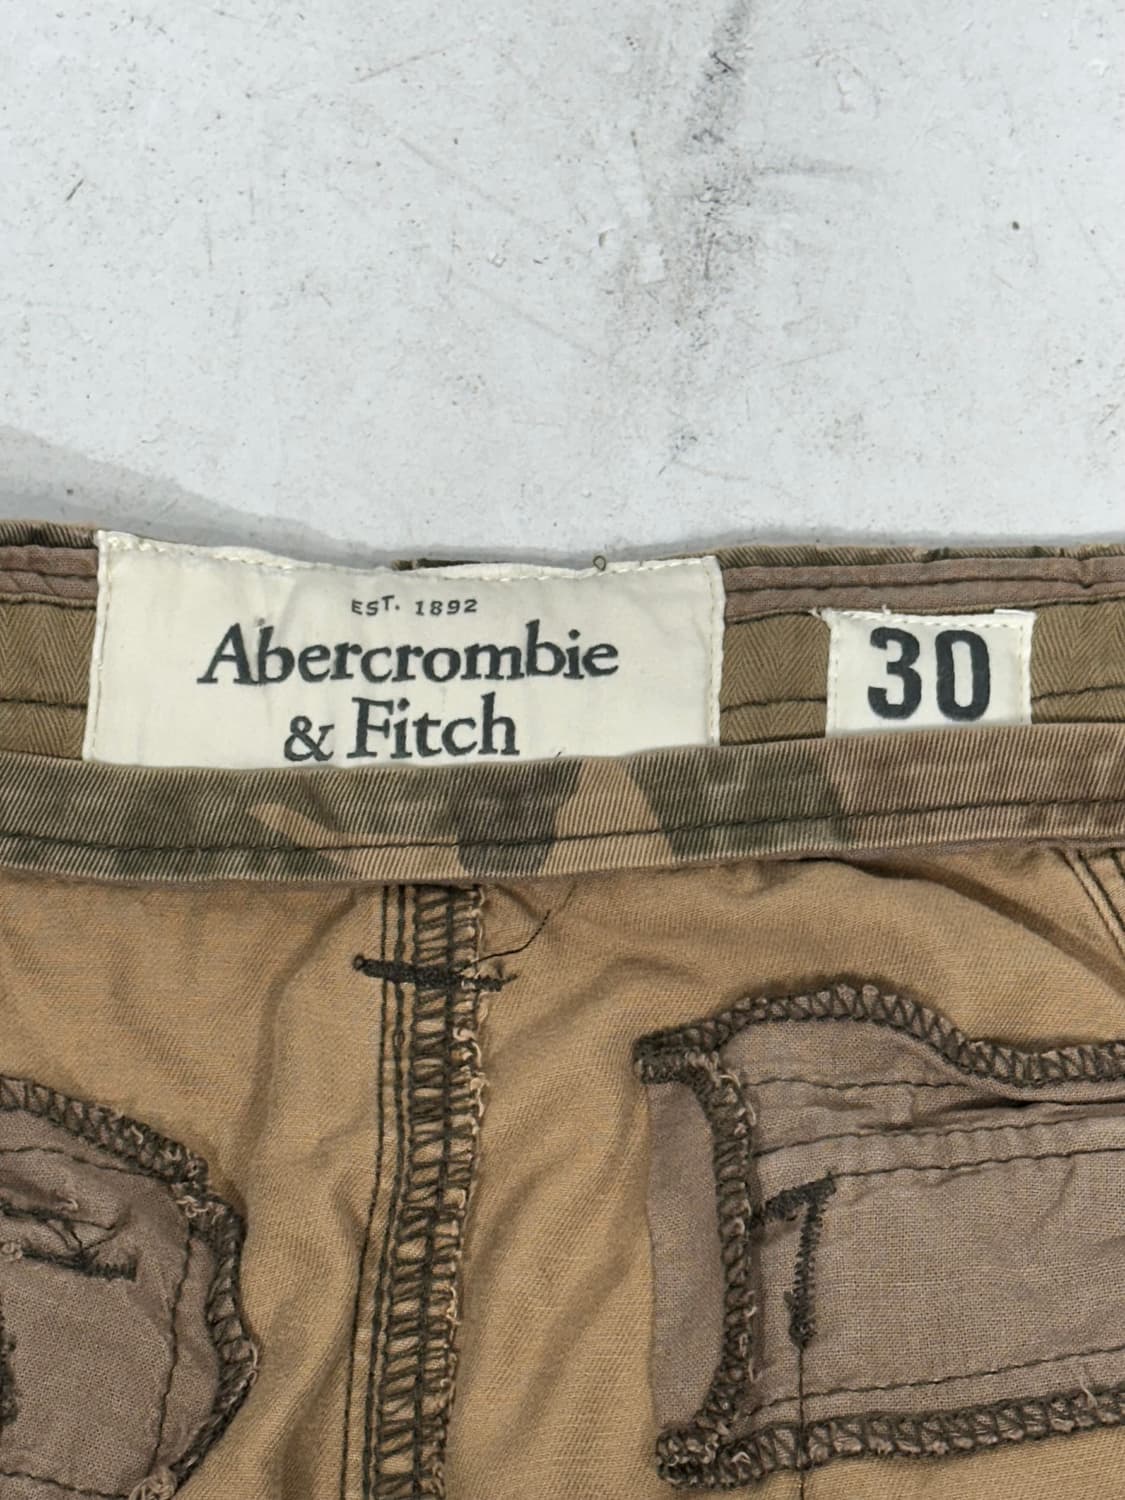 EST. 1892
Abercrombie
& Fitch
30